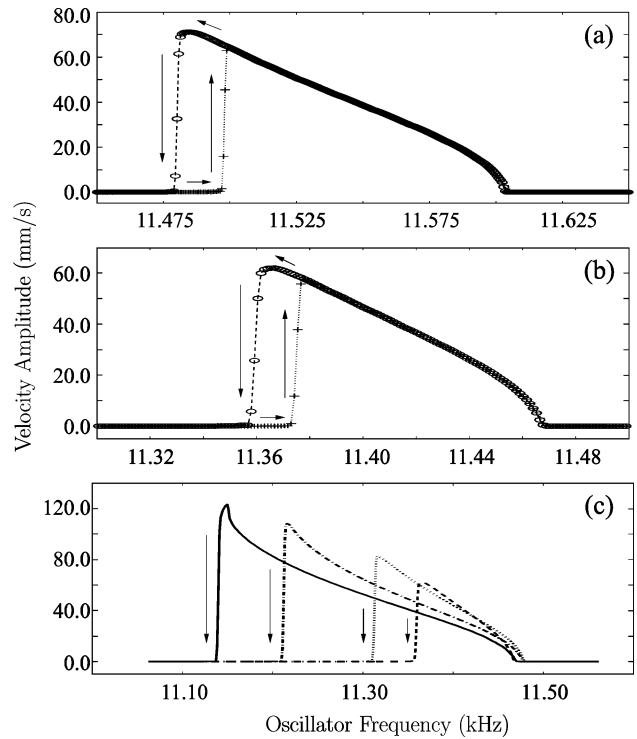 80.0
60.0
40.0
20.0
0.0
(a)
11.475 11.525 11.575 11.625
60.0
40.0
20.0
0.0
(b)
11.32 11.36 11.40 11.44 11.48
Velocity Amplitude (mm/s)
120.0
80.0
40.0
0.0
(c)
11.10 11.30 11.50
Oscillator Frequency (kHz)